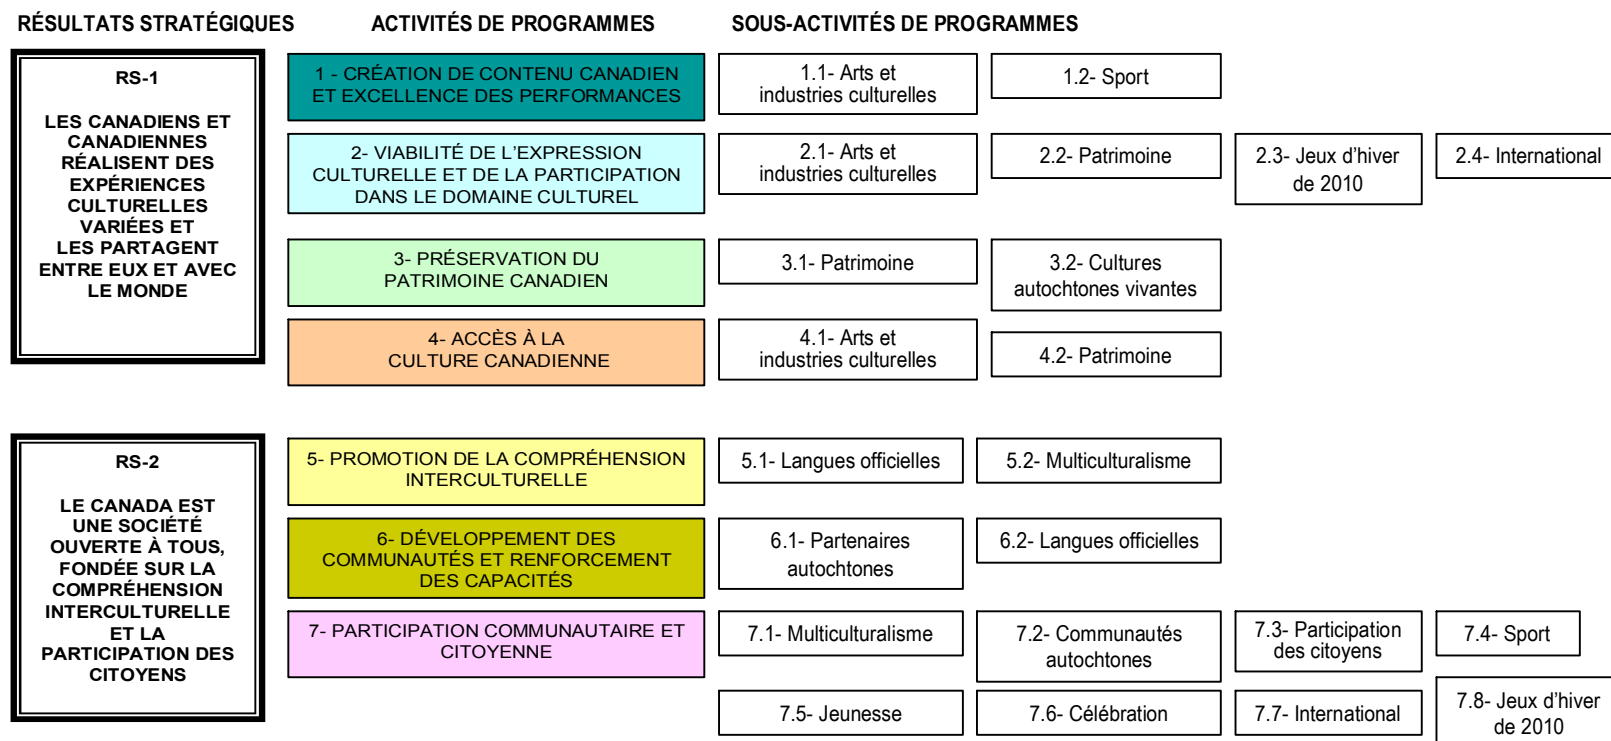 RÉSULTATS STRATÉGIQUES
ACTIVITÉS DE PROGRAMMES
SOUS-ACTIVITÉS DE PROGRAMMES
RS-1
LES CANADIENS ET
CANADIENNES
RÉALISENT DES
EXPÉRIENCES
CULTURELLES
VARIÉES ET
LES PARTAGENT
ENTRE EUX ET AVEC
LE MONDE
1 - CRÉATION DE CONTENU CANADIEN
ET EXCELLENCE DES PERFORMANCES
1.1- Arts et
industries culturelles
1.2- Sport
2- VIABILITÉ DE L’EXPRESSION
CULTURELLE ET DE LA PARTICIPATION
DANS LE DOMAINE CULTUREL
2.1- Arts et
industries culturelles
2.2- Patrimoine
2.3- Jeux d’hiver
de 2010
2.4- International
3- PRÉSERVATION DU
PATRIMOINE CANADIEN
3.1- Patrimoine
3.2- Cultures
autochtones vivantes
4- ACCÈS À LA
CULTURE CANADIENNE
4.1- Arts et
industries culturelles
4.2- Patrimoine
RS-2
LE CANADA EST
UNE SOCIÉTÉ
OUVERTE À TOUS,
FONDÉE SUR LA
COMPRÉHENSION
INTERCULTURELLE
ET LA
PARTICIPATION DES
CITOYENS
5- PROMOTION DE LA COMPRÉHENSION
INTERCULTURELLE
5.1- Langues officielles
5.2- Multiculturalisme
6- DÉVELOPPEMENT DES
COMMUNAUTÉS ET RENFORCEMENT
DES CAPACITÉS
6.1- Partenaires
autochtones
6.2- Langues officielles
7- PARTICIPATION COMMUNAUTAIRE ET
CITOYENNE
7.1- Multiculturalisme
7.2- Communautés
autochtones
7.3- Participation
des citoyens
7.4- Sport
7.5- Jeunesse
7.6- Célébration
7.7- International
7.8- Jeux d’hiver
de 2010